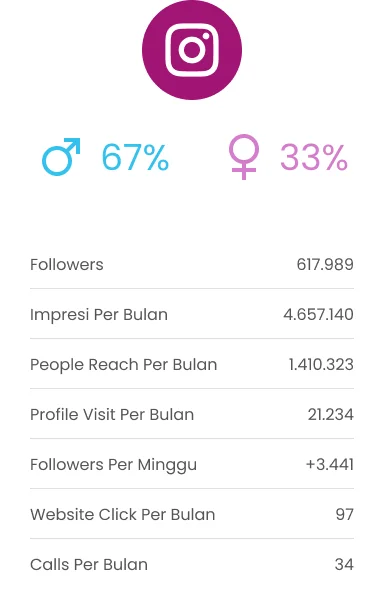 67% 33%
Followers 617.989
Impresi Per Bulan 4.657.140
People Reach Per Bulan 1.410.323
Profile Visit Per Bulan 21.234
Followers Per Minggu +3.441
Website Click Per Bulan 97
Calls Per Bulan 34